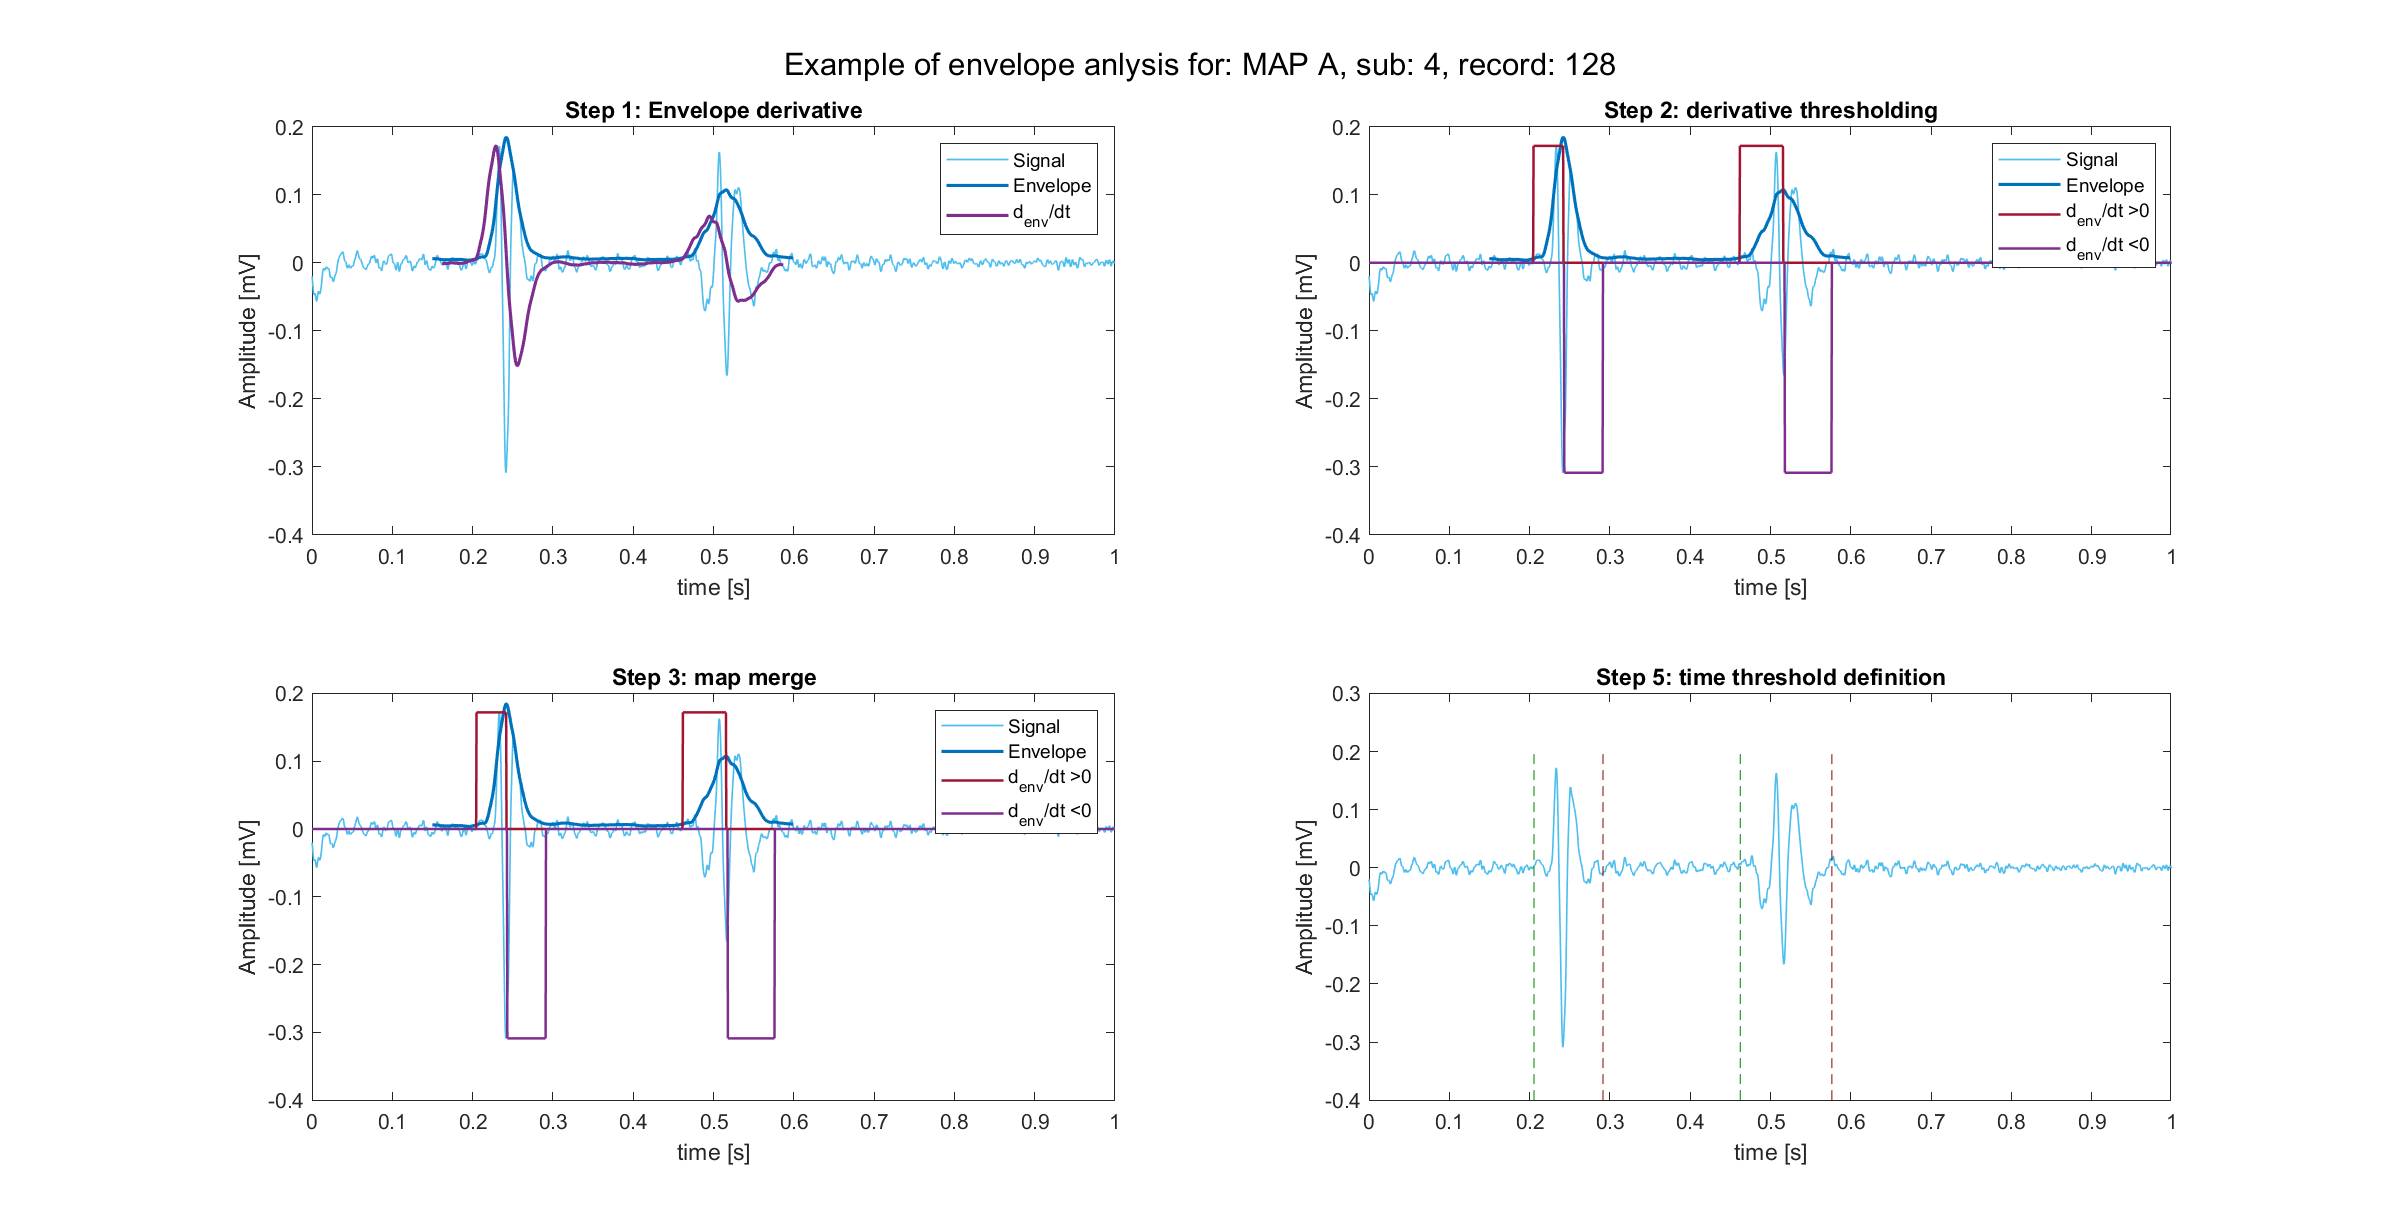 Example of envelope anlysis for: MAP A, sub: 4, record: 128
Step 1: Envelope derivative
Amplitude [mV]
0.2
0.1
0
-0.1
-0.2
-0.3
-0.4
0 0.1 0.2 0.3 0.4 0.5 0.6 0.7 0.8 0.9 1
time [s]
Signal
Envelope
d_env/dt
Step 2: derivative thresholding
Amplitude [mV]
0.2
0.1
0
-0.1
-0.2
-0.3
-0.4
0 0.1 0.2 0.3 0.4 0.5 0.6 0.7 0.8 0.9 1
time [s]
Signal
Envelope
d_env/dt >0
d_env/dt <0
Step 3: map merge
Amplitude [mV]
0.2
0.1
0
-0.1
-0.2
-0.3
-0.4
0 0.1 0.2 0.3 0.4 0.5 0.6 0.7 0.8 0.9 1
time [s]
Signal
Envelope
d_env/dt >0
d_env/dt <0
Step 5: time threshold definition
Amplitude [mV]
0.3
0.2
0.1
0
-0.1
-0.2
-0.3
-0.4
0 0.1 0.2 0.3 0.4 0.5 0.6 0.7 0.8 0.9 1
time [s]